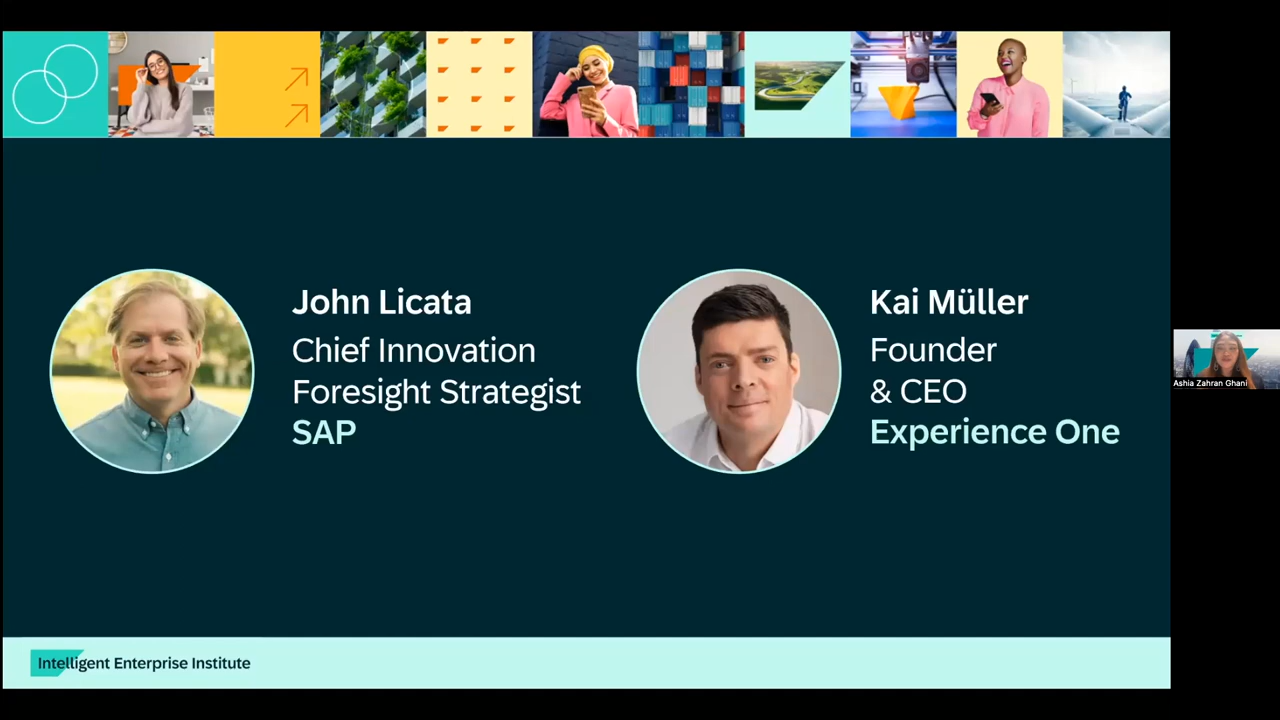 John Licata
Chief Innovation
Foresight Strategist
SAP
Kai Müller
Founder
& CEO
Experience One
Ashia Zahran Ghani
Intelligent Enterprise Institute